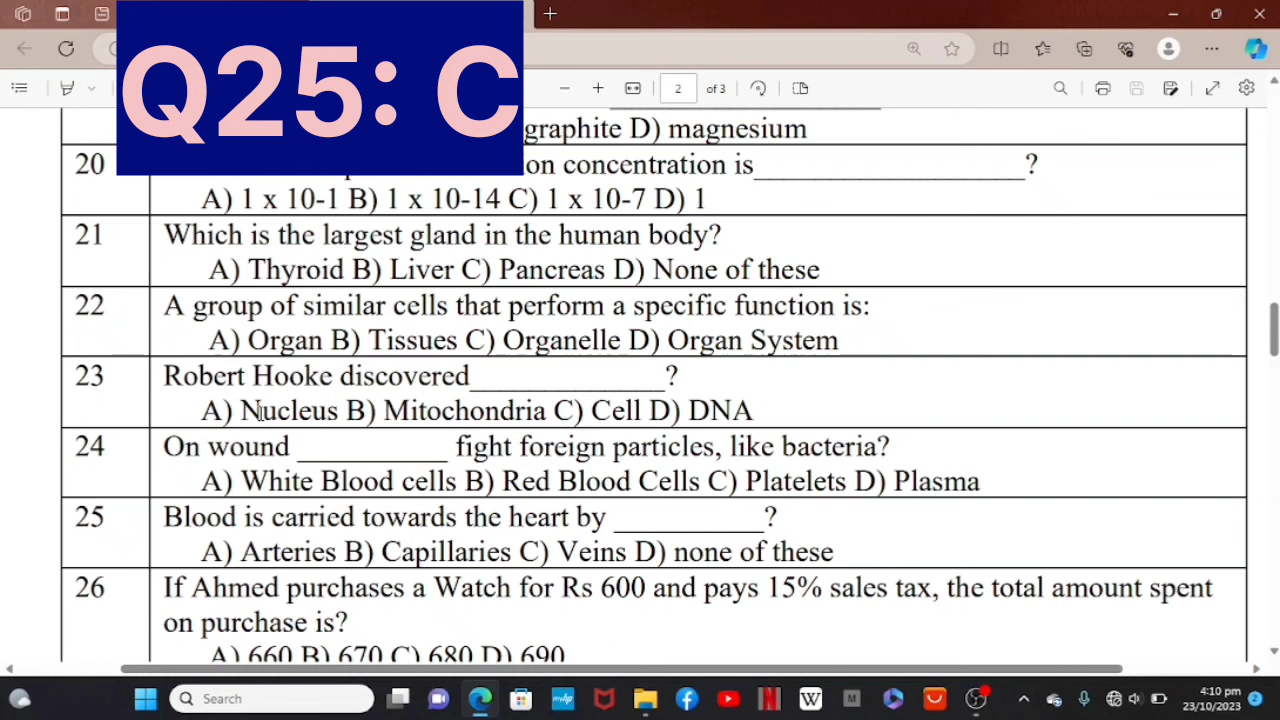 Q25: C
2 of 3
graphite D) magnesium
20 on concentration is__________________?
A) 1 x 10-1 B) 1 x 10-14 C) 1 x 10-7 D) 1
21 Which is the largest gland in the human body?
A) Thyroid B) Liver C) Pancreas D) None of these
22 A group of similar cells that perform a specific function is:
A) Organ B) Tissues C) Organelle D) Organ System
23 Robert Hooke discovered_____________?
A) Nucleus B) Mitochondria C) Cell D) DNA
24 On wound __________ fight foreign particles, like bacteria?
A) White Blood cells B) Red Blood Cells C) Platelets D) Plasma
25 Blood is carried towards the heart by __________?
A) Arteries B) Capillaries C) Veins D) none of these
26 If Ahmed purchases a Watch for Rs 600 and pays 15% sales tax, the total amount spent
on purchase is?
A) 660 B) 670 C) 680 D) 690
Search
4:10 pm
23/10/2023